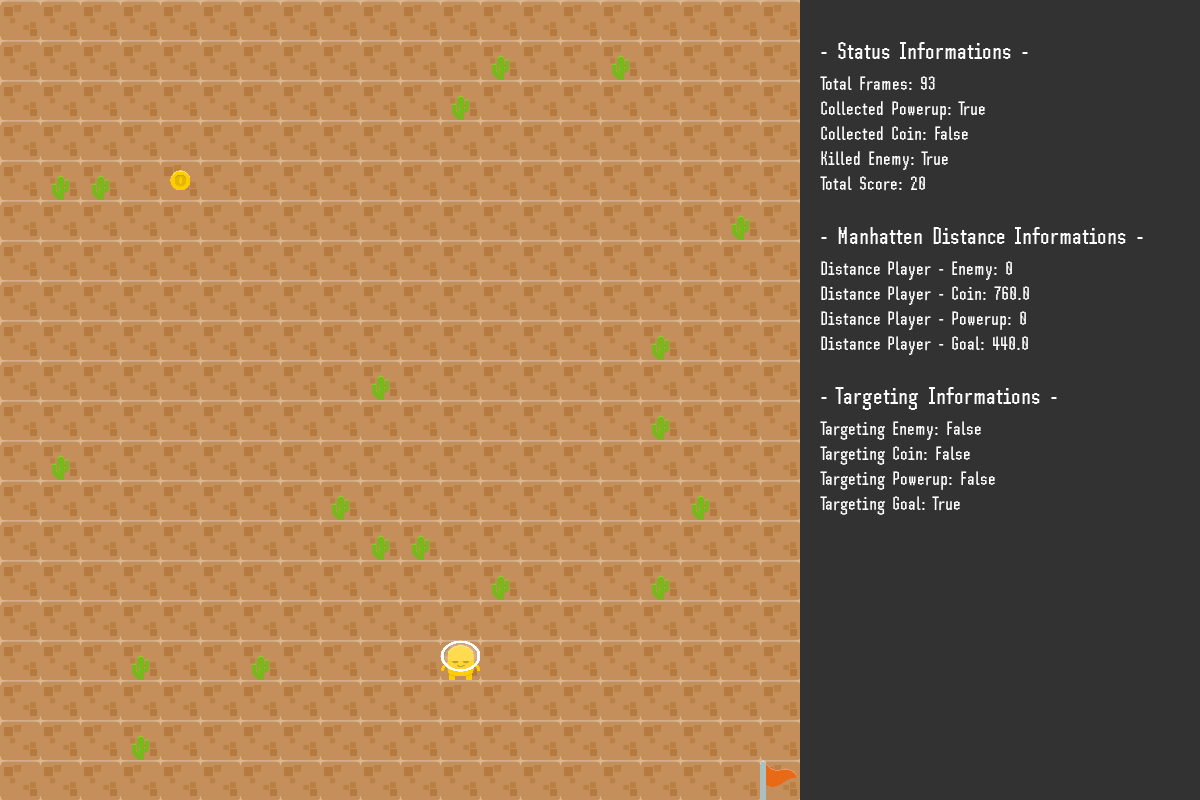 - Status Informations -
Total Frames: 93
Collected Powerup: True
Collected Coin: False
Killed Enemy: True
Total Score: 20
- Manhatten Distance Informations -
Distance Player - Enemy: 0
Distance Player - Coin: 760.0
Distance Player - Powerup: 0
Distance Player - Goal: 440.0
- Targeting Informations -
Targeting Enemy: False
Targeting Coin: False
Targeting Powerup: False
Targeting Goal: True